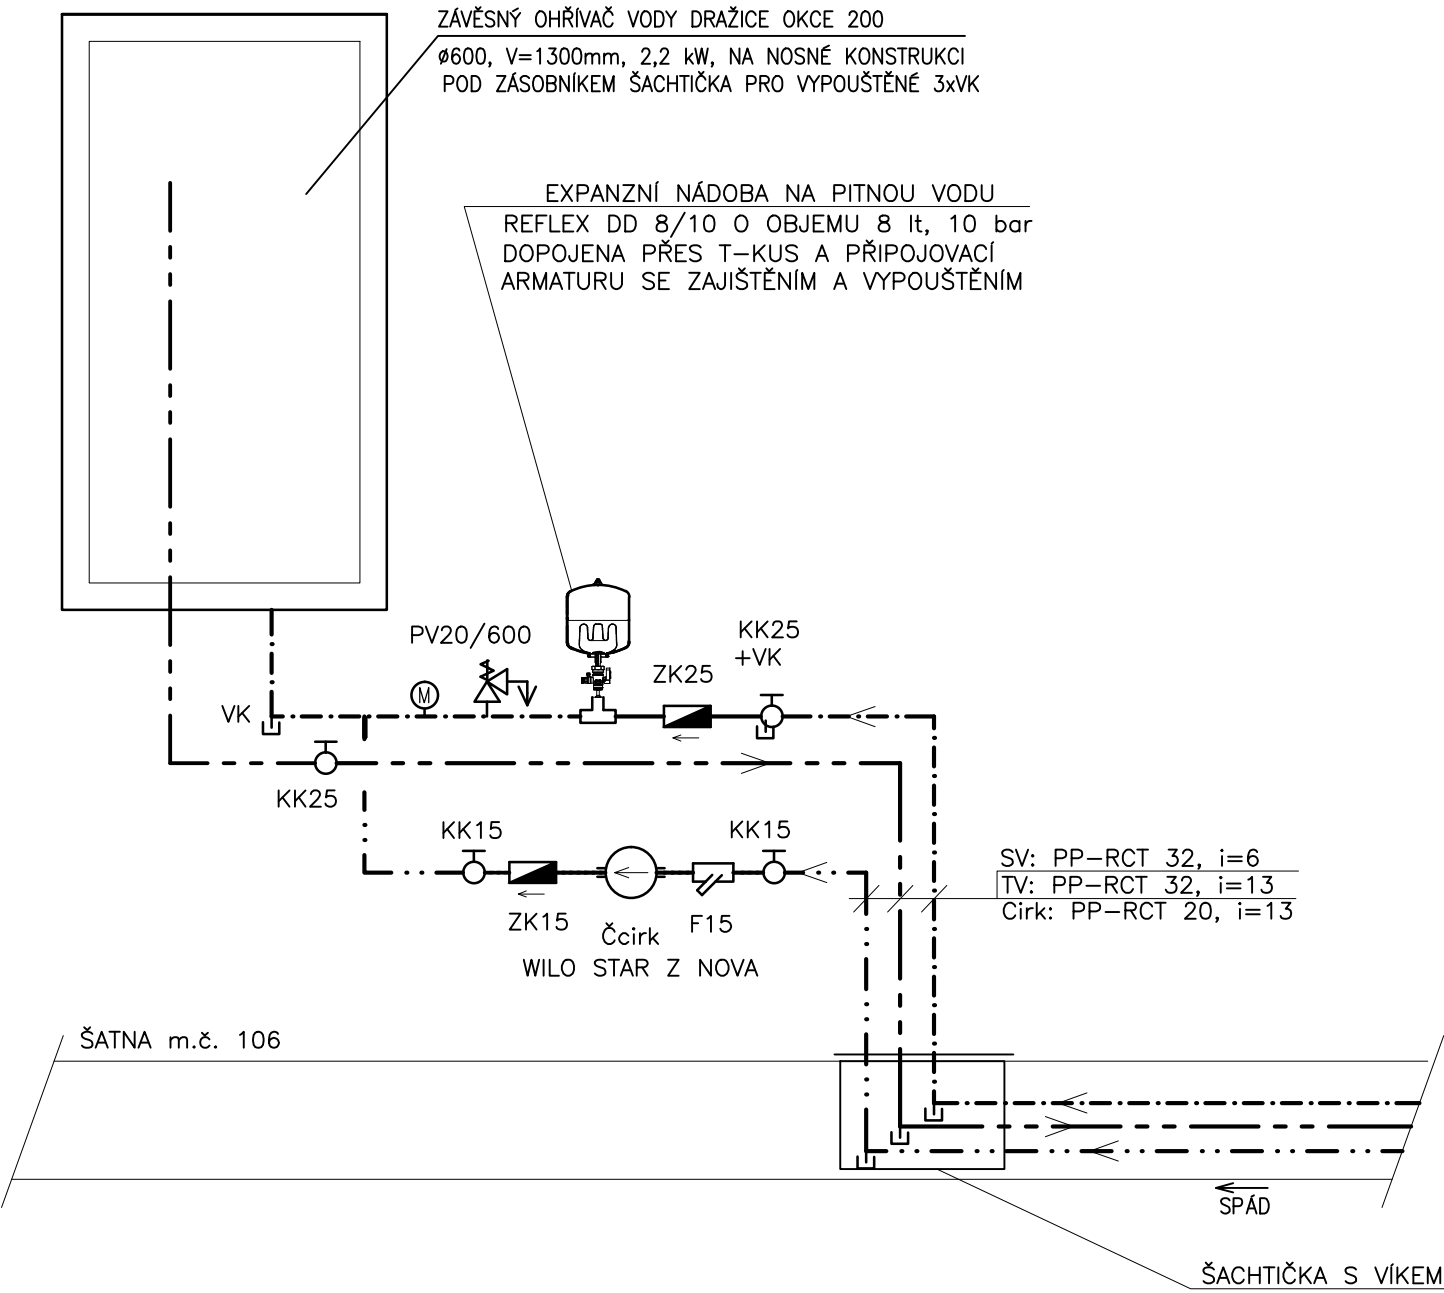 ZÁVĚSNÝ OHŘÍVAČ VODY DRAŽICE OKCE 200
ø600, V=1300mm, 2,2 kW, NA NOSNÉ KONSTRUKCI
POD ZÁSOBNÍKEM ŠACHTIČKA PRO VYPOUŠTĚNÉ 3xVK
EXPANZNÍ NÁDOBA NA PITNOU VODU
REFLEX DD 8/10 O OBJEMU 8 lt, 10 bar
DOPOJENA PŘES T-KUS A PŘIPOJOVACÍ
ARMATURU SE ZAJIŠTĚNÍM A VYPOUŠTĚNÍM
PV20/600
KK25
+VK
ZK25
M
VK
KK25
KK15
KK15
ZK15
Čcirk
F15
WILO STAR Z NOVA
SV: PP-RCT 32, i=6
TV: PP-RCT 32, i=13
Cirk: PP-RCT 20, i=13
ŠATNA m.č. 106
SPÁD
ŠACHTIČKA S VÍKEM